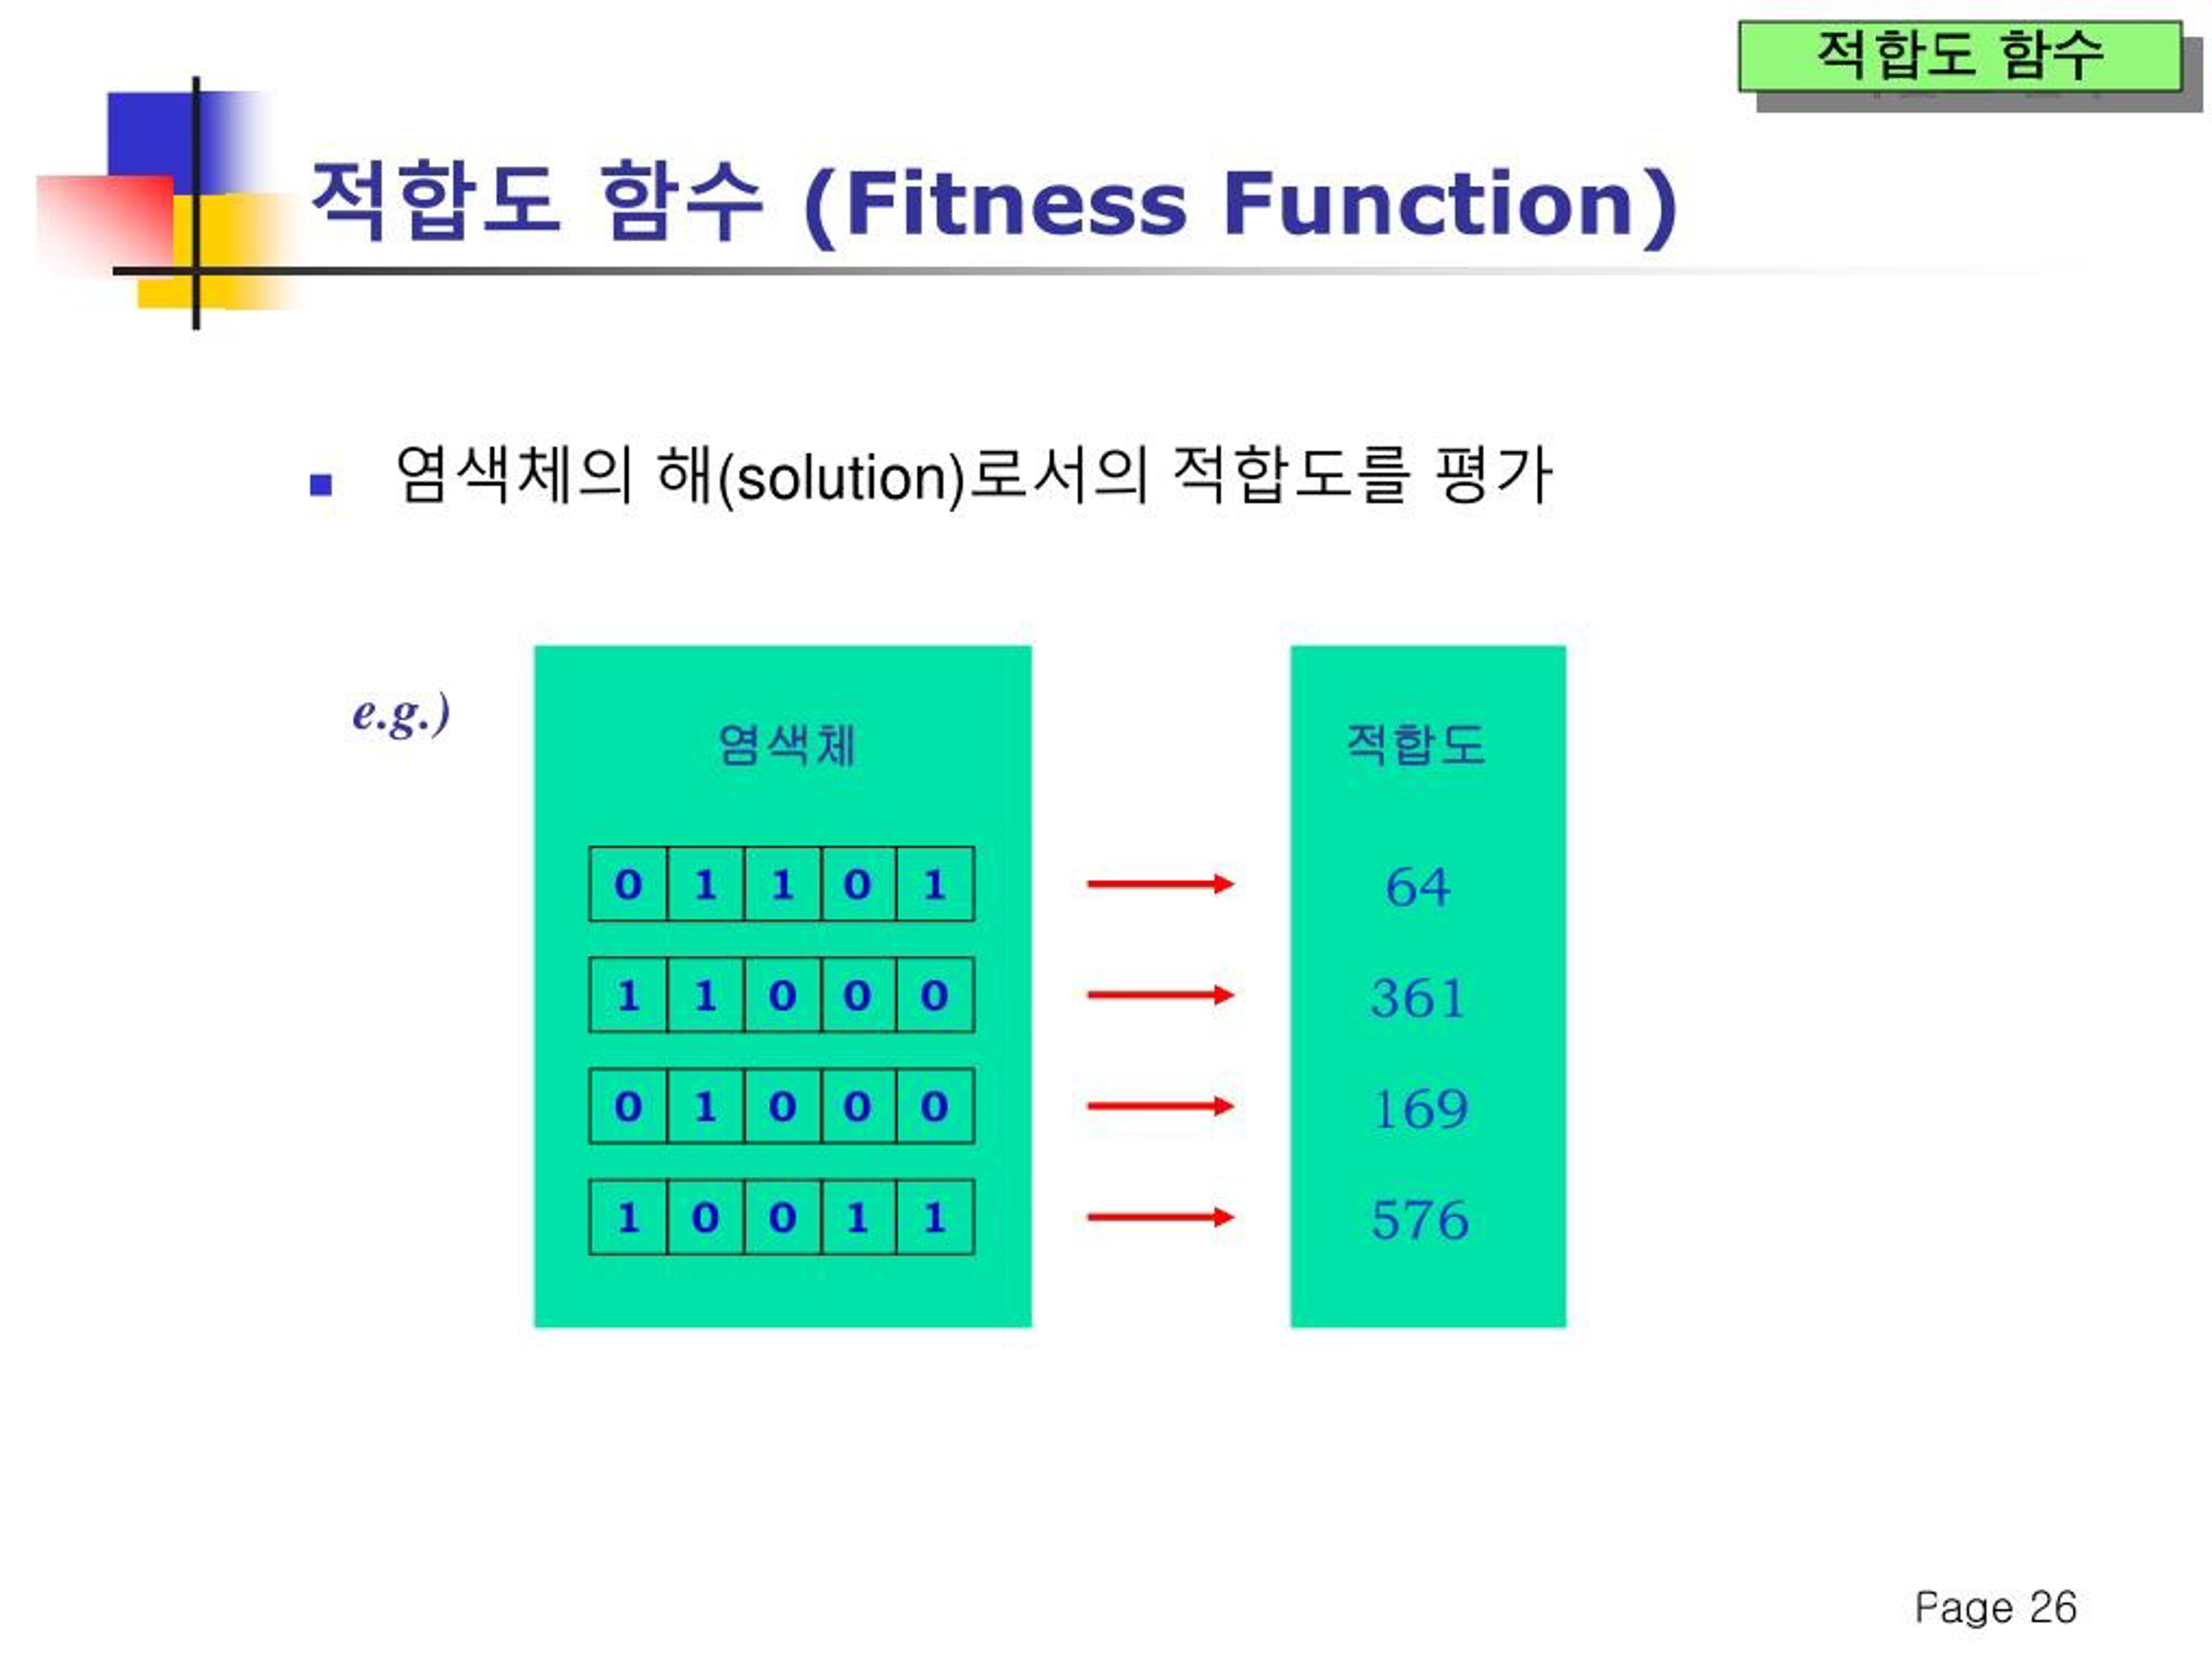 적합도 함수
적합도 함수 (Fitness Function)
염색체의 해(solution)로서의 적합도를 평가
e.g.)
염색체 적합도
0 1 1 0 1 64
1 1 0 0 0 361
0 1 0 0 0 169
1 0 0 1 1 576
Page 26